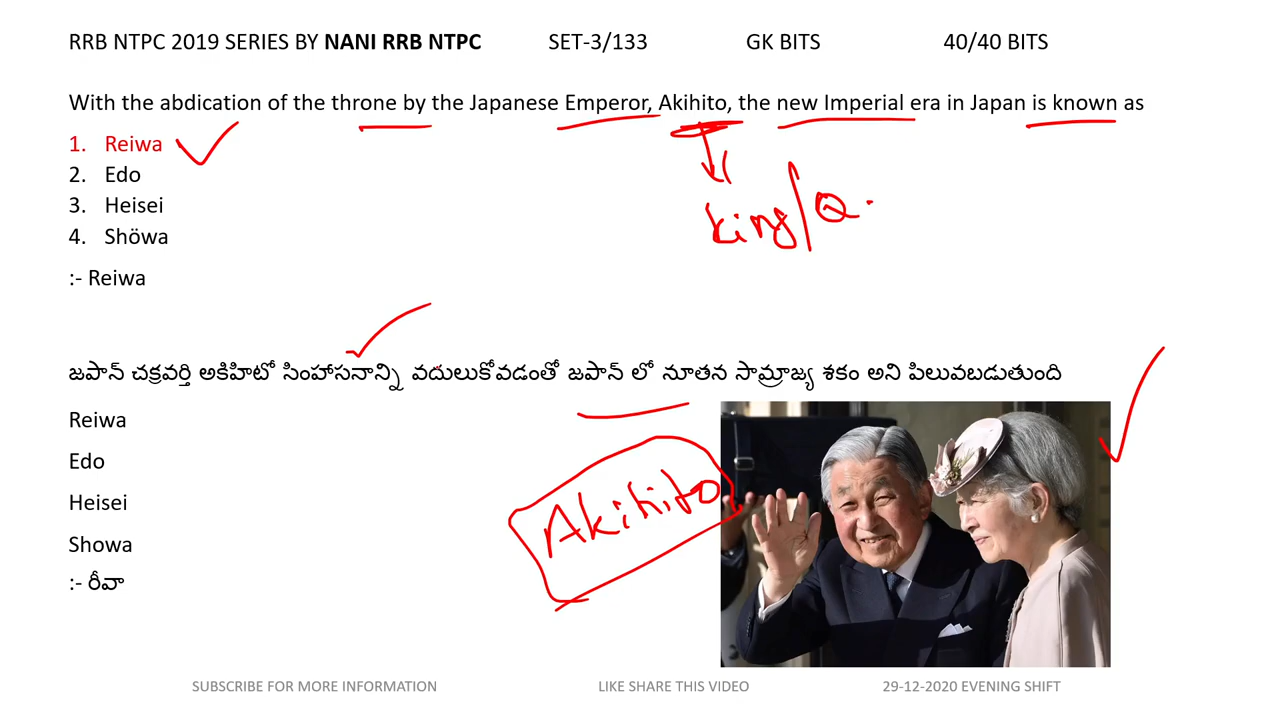 RRB NTPC 2019 SERIES BY NANI RRB NTPC SET-3/133 GK BITS 40/40 BITS
With the abdication of the throne by the Japanese Emperor, Akihito, the new Imperial era in Japan is known as
1. Reiwa
2. Edo
3. Heisei
4. Shöwa
king/Q.
:- Reiwa
జపాన్ చక్రవర్తి అకిహిటో సింహాసనాన్ని వదులుకోవడంతో జపాన్ లో నూతన సామ్రాజ్య శకం అని పిలువబడుతుంది
Reiwa
Edo
Heisei
Showa
:- రీవా
Akihito
SUBSCRIBE FOR MORE INFORMATION LIKE SHARE THIS VIDEO 29-12-2020 EVENING SHIFT